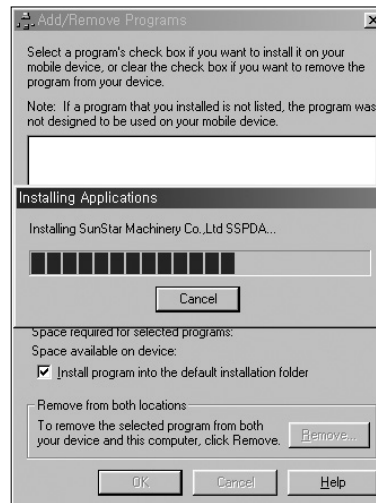 Add/Remove Programs
Select a program's check box if you want to install it on your
mobile device, or clear the check box if you want to remove the
program from your device.
Note: If a program that you installed is not listed, the program was
not designed to be used on your mobile device.
Installing Applications
Installing SunStar Machinery Co.,Ltd SSPDA...
Cancel
Space required for selected programs:
Space available on device:
Install program into the default installation folder
Remove from both locations
To remove the selected program from both
your device and this computer, click Remove.
Remove...
OK
Cancel
Help